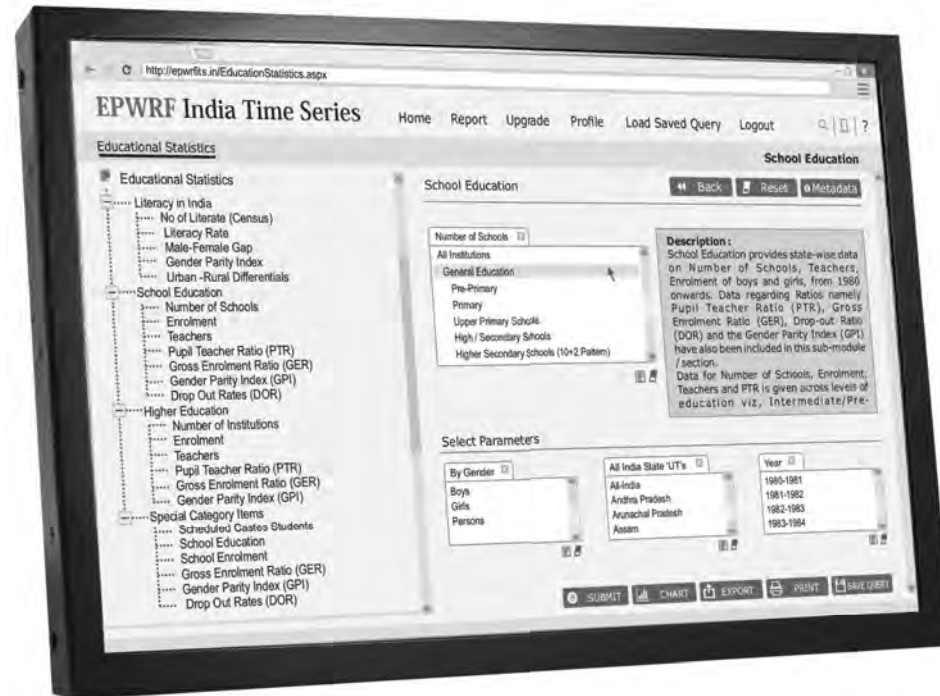 http://epwrfits.in/EducationStatistics.aspx
EPWRF India Time Series
Home Report Upgrade Profile Load Saved Query Logout ?
Educational Statistics
School Education
Educational Statistics
Literacy in India
No of Literate (Census)
Literacy Rate
Male-Female Gap
Gender Parity Index
Urban -Rural Differentials
School Education
Number of Schools
Enrolment
Teachers
Pupil Teacher Ratio (PTR)
Gross Enrolment Ratio (GER)
Gender Parity Index (GPI)
Drop Out Rates (DOR)
Higher Education
Number of Institutions
Enrolment
Teachers
Pupil Teacher Ratio (PTR)
Gross Enrolment Ratio (GER)
Gender Parity Index (GPI)
Special Category Items
Scheduled Castes Students
School Education
School Enrolment
Gross Enrolment Ratio (GER)
Gender Parity Index (GPI)
Drop Out Rates (DOR)
School Education
Back Reset Metadata
Number of Schools
All Institutions
General Education
Pre-Primary
Primary
Upper Primary Schools
High / Secondary Schools
Higher Secondary Schools (10+2 Pattern)
Description :
School Education provides state-wise data
on Number of Schools, Teachers,
Enrolment of boys and girls, from 1980
onwards. Data regarding Ratios namely
Pupil Teacher Ratio (PTR), Gross
Enrolment Ratio (GER), Drop-out Ratio
(DOR) and the Gender Parity Index (GPI)
have also been included in this sub-module
/ section.
Data for Number of Schools, Enrolment,
Teachers and PTR is given across levels of
education viz, Intermediate/Pre-
Select Parameters
By Gender
Boys
Girls
Persons
All India State 'UT's
All-India
Andhra Pradesh
Arunachal Pradesh
Assam
Year
1980-1981
1981-1982
1982-1983
1983-1984
SUBMIT CHART EXPORT PRINT SAVE QUERY